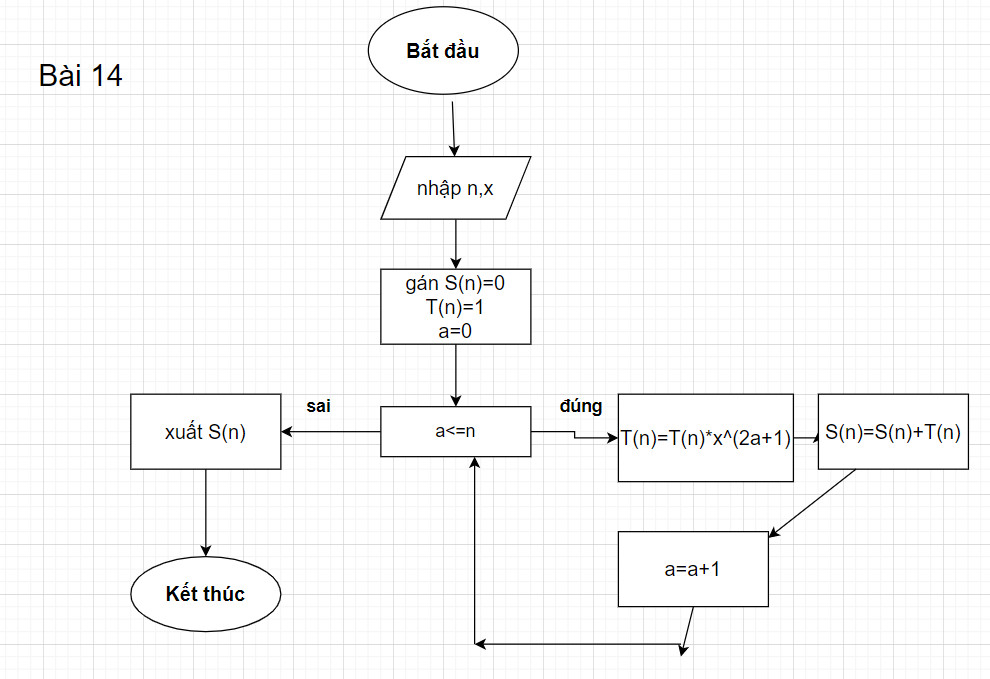 Bài 14
Bắt đầu
nhập n,x
gán S(n)=0
T(n)=1
a=0
a<=n
sai
xuất S(n)
Kết thúc
đúng
T(n)=T(n)*x^(2a+1)
S(n)=S(n)+T(n)
a=a+1